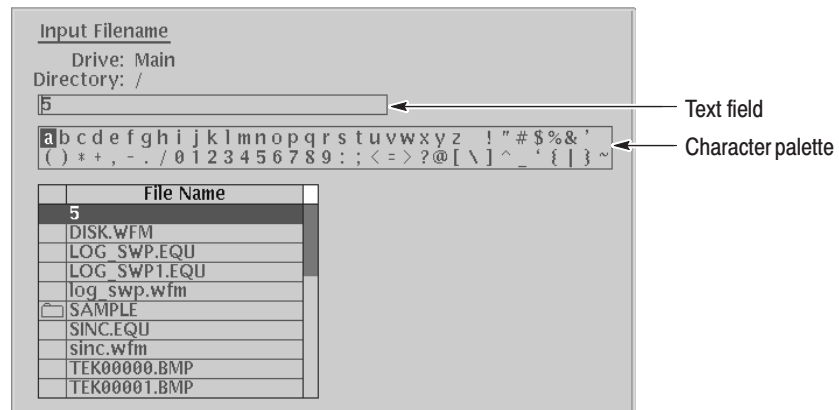 Input Filename
Drive: Main
Directory: /
5
Text field
a b c d e f g h i j k l m n o p q r s t u v w x y z ! " # $ % & '
( ) * + , - . / 0 1 2 3 4 5 6 7 8 9 : ; < = > ? @ [ \ ] ^ _ ‘ { | } ~
Character palette
File Name
5
DISK.WFM
LOG_SWP.EQU
LOG_SWP1.EQU
log_swp.wfm
SAMPLE
SINC.EQU
sinc.wfm
TEK00000.BMP
TEK00001.BMP